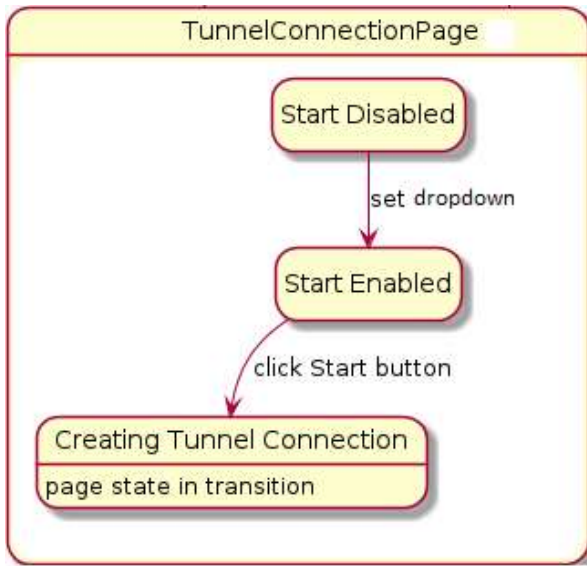 TunnelConnectionPage
Start Disabled
set dropdown
Start Enabled
click Start button
Creating Tunnel Connection
page state in transition